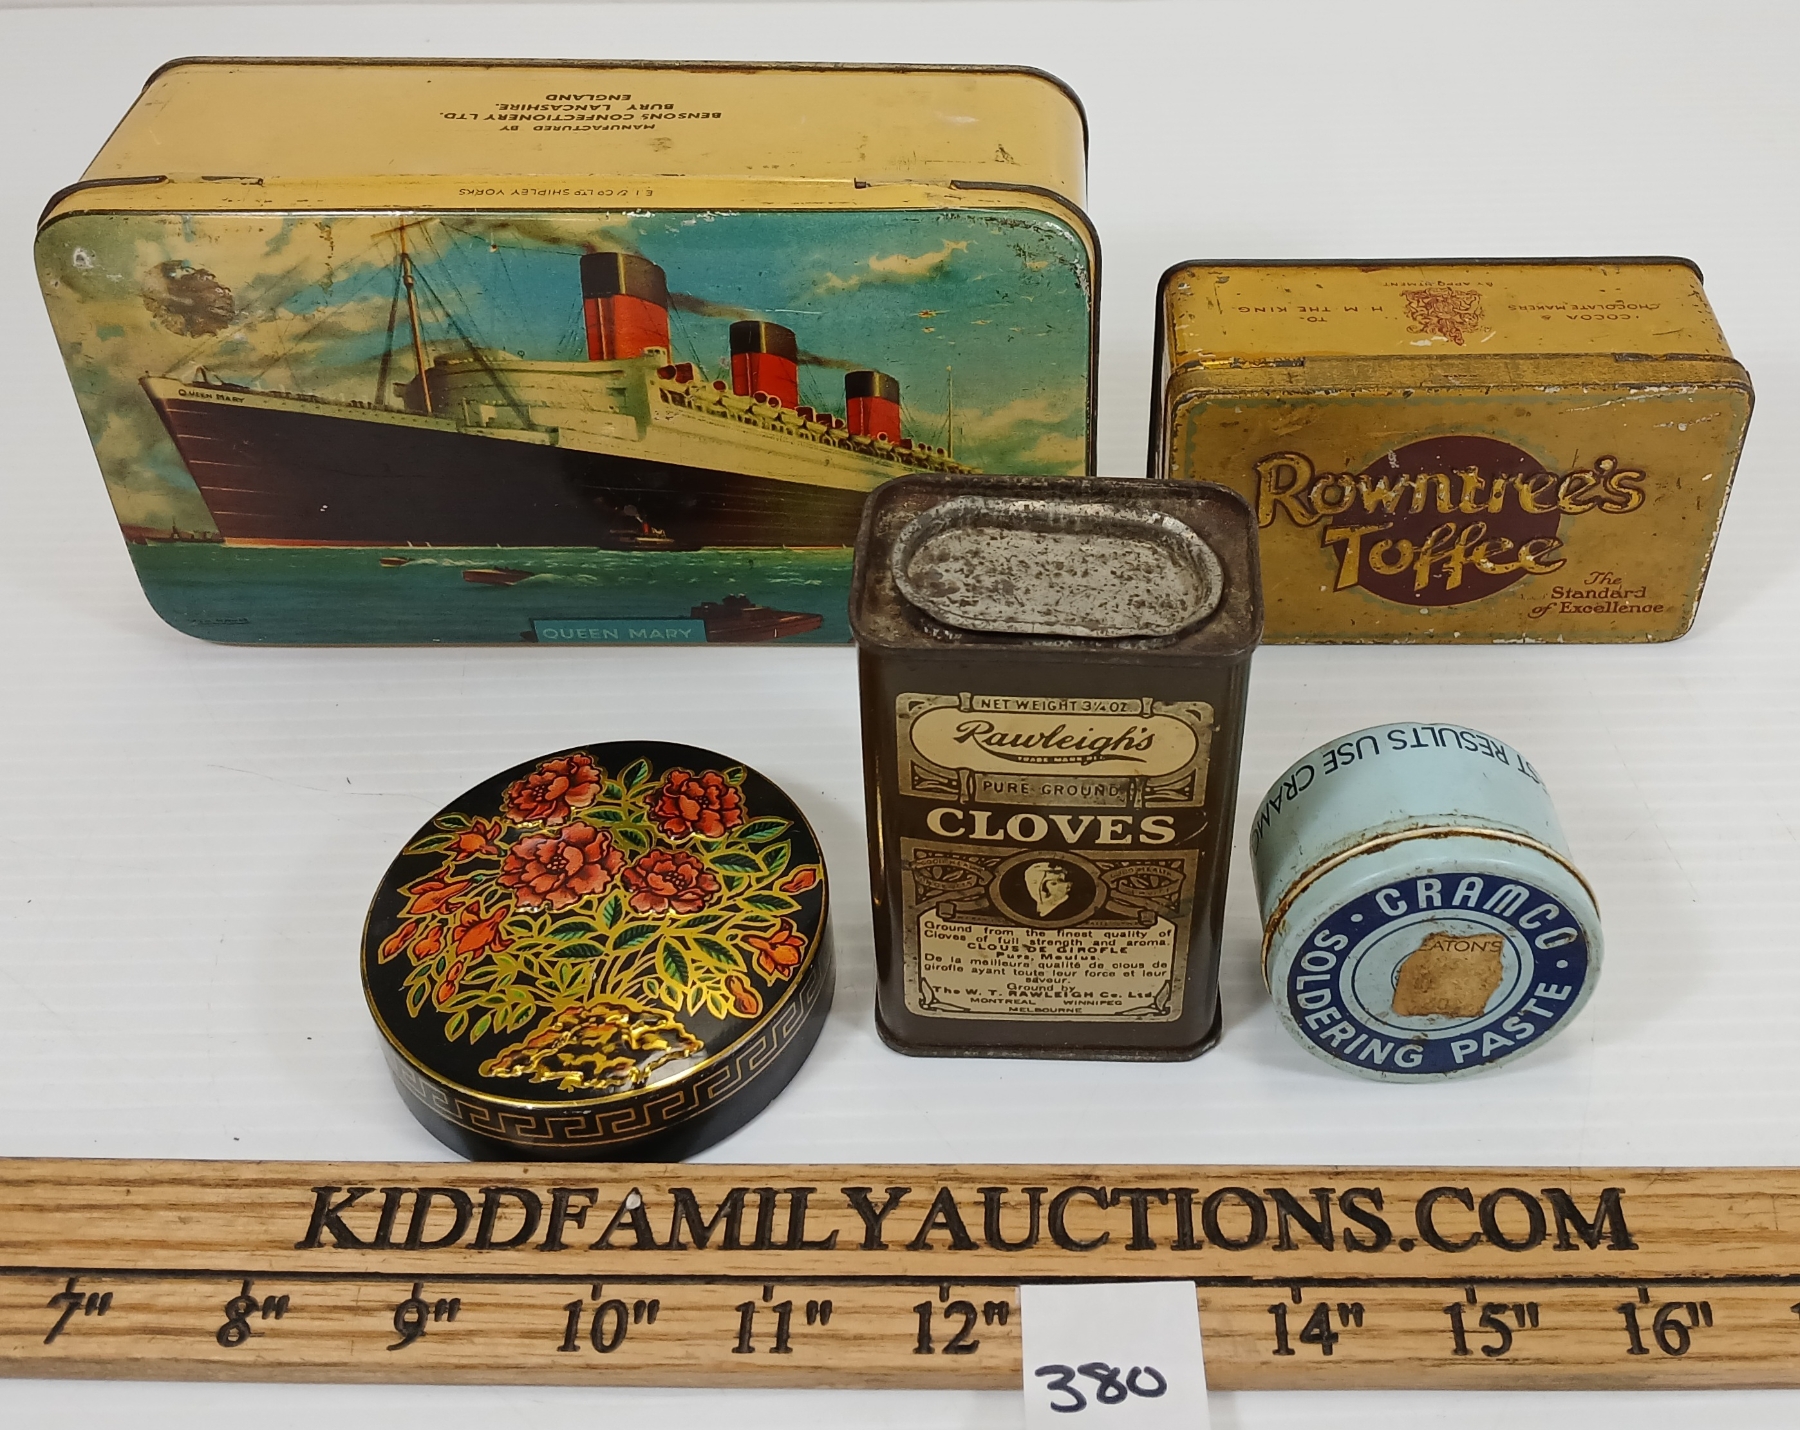 MANUFACTURED BY
BENSONS CONFECTIONERY LTD.
BURY LANCASHIRE.
ENGLAND
E I & CO LTD SHIPLEY YORKS
QUEEN MARY
QUEEN MARY
BY APPOINTMENT
COCOA &
CHOCOLATE MAKERS
TO
H. M. THE KING
Rowntree's
Toffee
The
Standard
of Excellence
NET WEIGHT 3¼ OZ.
Rawleigh's
TRADE MARK
PURE GROUND
CLOVES
Ground from the finest quality of
Cloves of full strength and aroma.
CLOUS DE GIROFLE
Purs, Moulus.
De la meilleure qualité de clous de
girofle ayant toute leur force et leur
saveur.
Ground by
The W. T. RAWLEIGH Co. Ltd.
MONTREAL WINNIPEG
MELBOURNE
ST RESULTS USE CRAMCO
• CRAMCO •
SOLDERING PASTE
EATON'S
KIDDFAMILYAUCTIONS.COM
7" 8" 9" 10" 11" 12" 14" 15" 16"
380